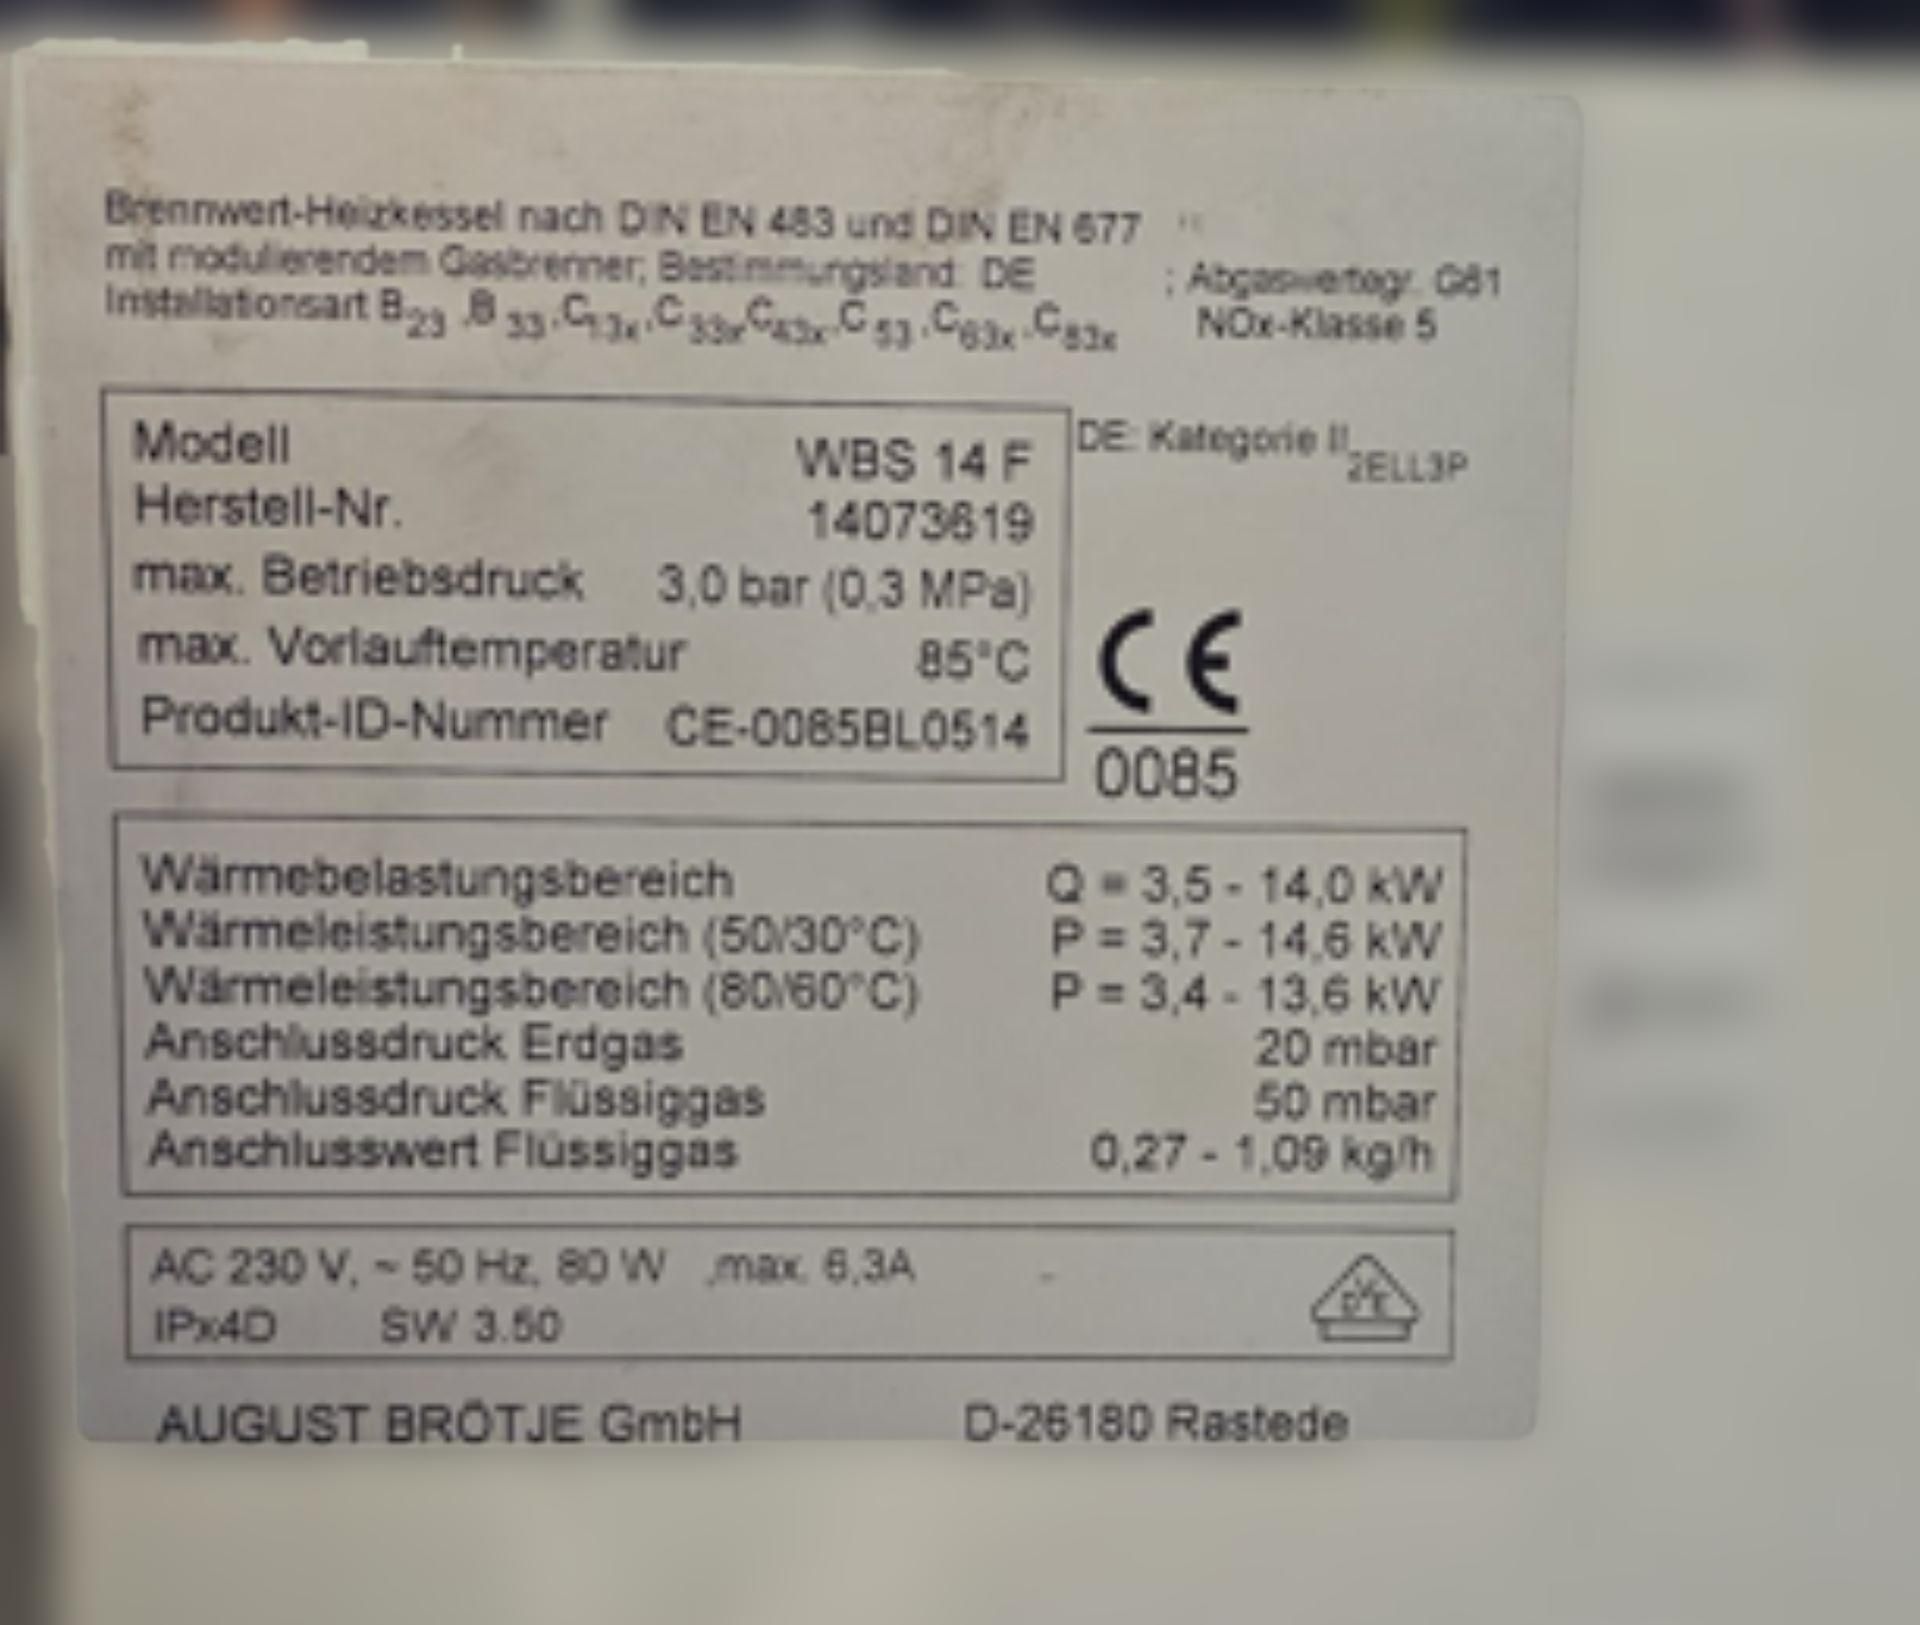 Brennwert-Heizkessel nach DIN EN 483 und DIN EN 677
mit modulierendem Gasbrenner; Bestimmungsland: DE ; Abgaswertegr. G61
Installationsart B23 ,B 33,C13x,C33x,C43x,C53,C63x,C83x NOx-Klasse 5
DE: Kategorie II2ELL3P
Modell WBS 14 F
Herstell-Nr. 14073619
max. Betriebsdruck 3,0 bar (0,3 MPa)
max. Vorlauftemperatur 85°C
Produkt-ID-Nummer CE-0085BL0514
CE
0085
Wärmebelastungsbereich Q = 3,5 - 14,0 kW
Wärmeleistungsbereich (50/30°C) P = 3,7 - 14,6 kW
Wärmeleistungsbereich (80/60°C) P = 3,4 - 13,6 kW
Anschlussdruck Erdgas 20 mbar
Anschlussdruck Flüssiggas 50 mbar
Anschlusswert Flüssiggas 0,27 - 1,09 kg/h
AC 230 V, ~ 50 Hz, 80 W ,max. 6,3A -
IPx4D SW 3.50
DVE
AUGUST BRÖTJE GmbH D-26180 Rastede